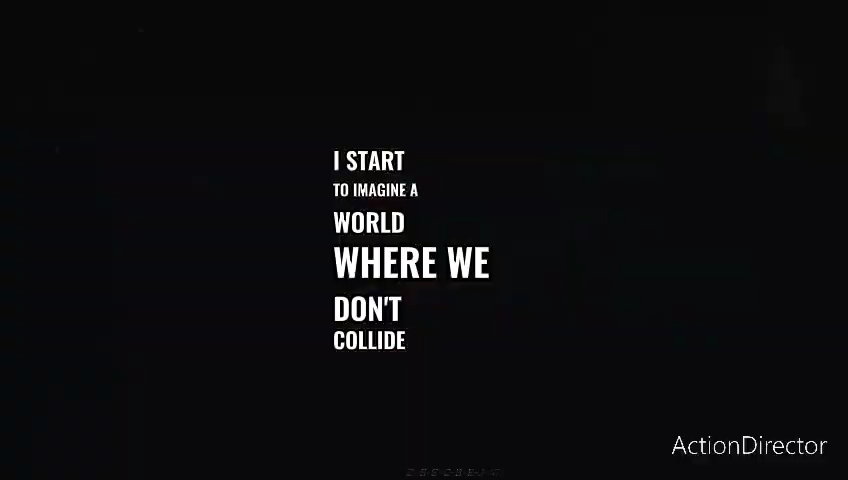 I START
TO IMAGINE A
WORLD
WHERE WE
DON'T
COLLIDE
ActionDirector